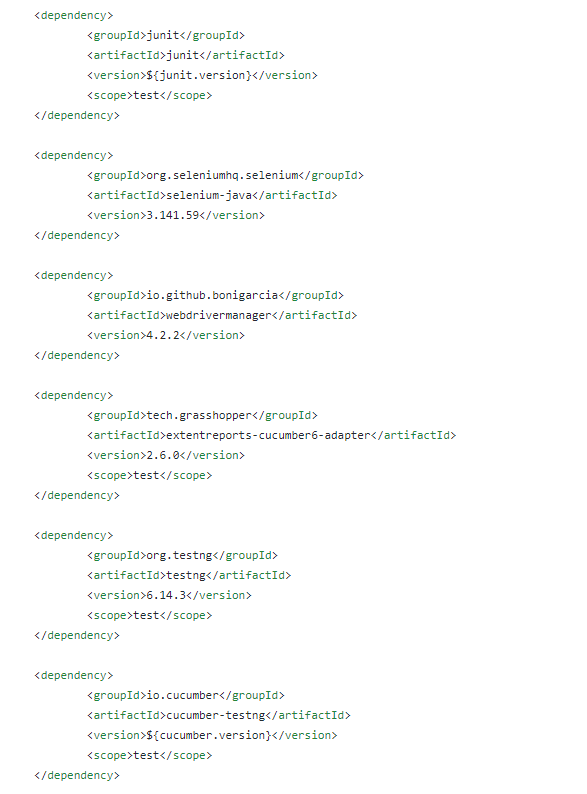 <dependency>
<groupId>junit</groupId>
<artifactId>junit</artifactId>
<version>${junit.version}</version>
<scope>test</scope>
</dependency>
<dependency>
<groupId>org.seleniumhq.selenium</groupId>
<artifactId>selenium-java</artifactId>
<version>3.141.59</version>
</dependency>
<dependency>
<groupId>io.github.bonigarcia</groupId>
<artifactId>webdrivermanager</artifactId>
<version>4.2.2</version>
</dependency>
<dependency>
<groupId>tech.grasshopper</groupId>
<artifactId>extentreports-cucumber6-adapter</artifactId>
<version>2.6.0</version>
<scope>test</scope>
</dependency>
<dependency>
<groupId>org.testng</groupId>
<artifactId>testng</artifactId>
<version>6.14.3</version>
<scope>test</scope>
</dependency>
<dependency>
<groupId>io.cucumber</groupId>
<artifactId>cucumber-testng</artifactId>
<version>${cucumber.version}</version>
<scope>test</scope>
</dependency>